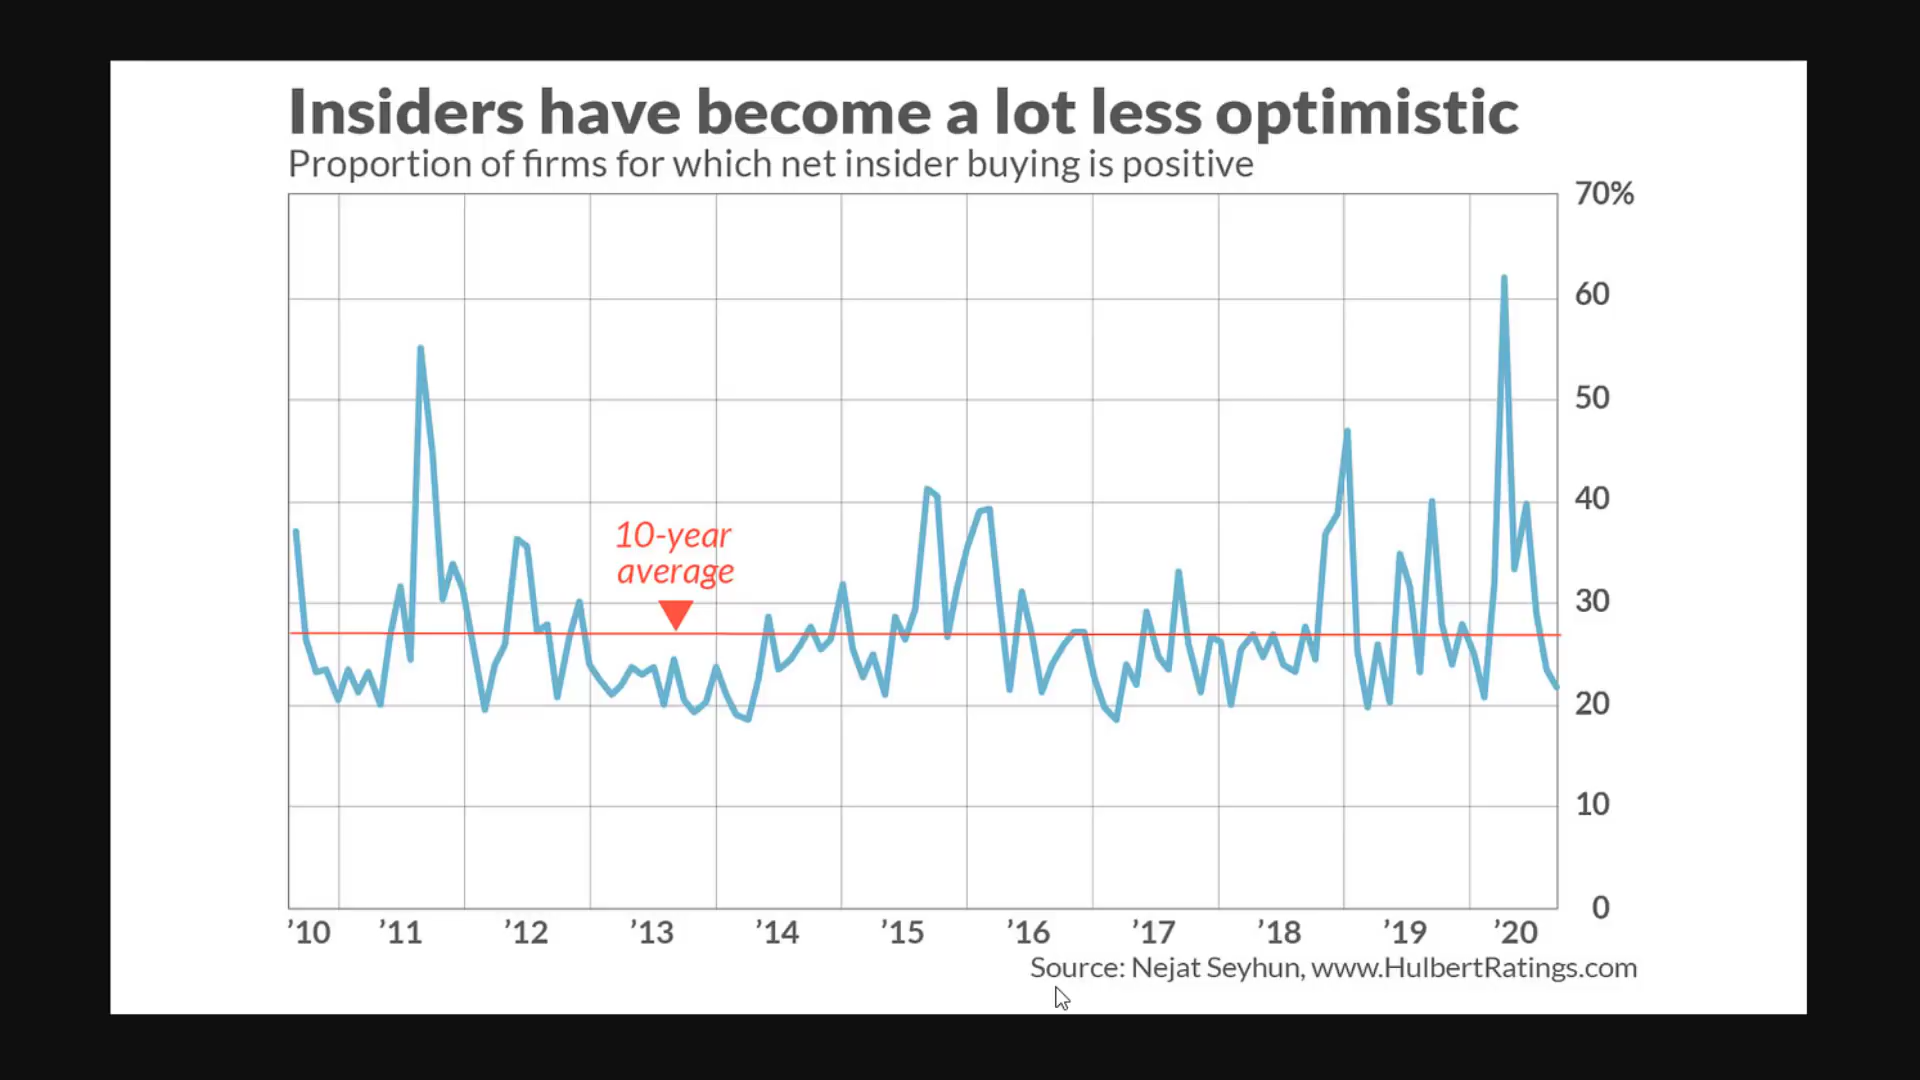 Insiders have become a lot less optimistic
Proportion of firms for which net insider buying is positive
70%
60
50
40
10-year
average
30
20
10
0
’10 ’11 ’12 ’13 ’14 ’15 ’16 ’17 ’18 ’19 ’20
Source: Nejat Seyhun, www.HulbertRatings.com